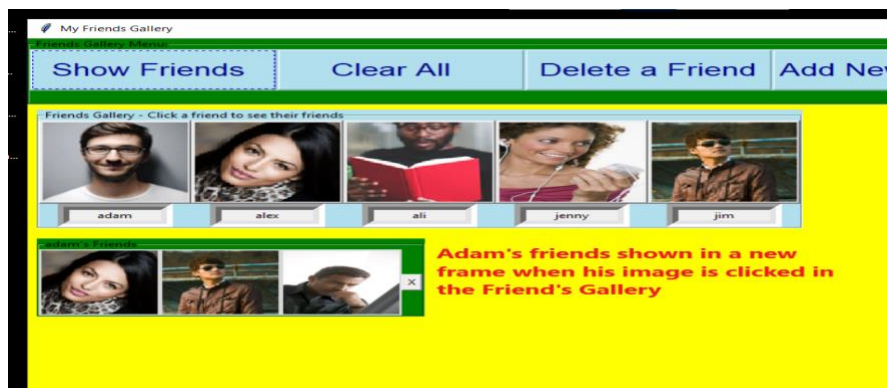 My Friends Gallery
Friends Gallery Menu:
Show Friends
Clear All
Delete a Friend
Add Nev
Friends Gallery - Click a friend to see their friends
adam
alex
ali
jenny
jim
adam's Friends
Adam's friends shown in a new
frame when his image is clicked in
the Friend's Gallery